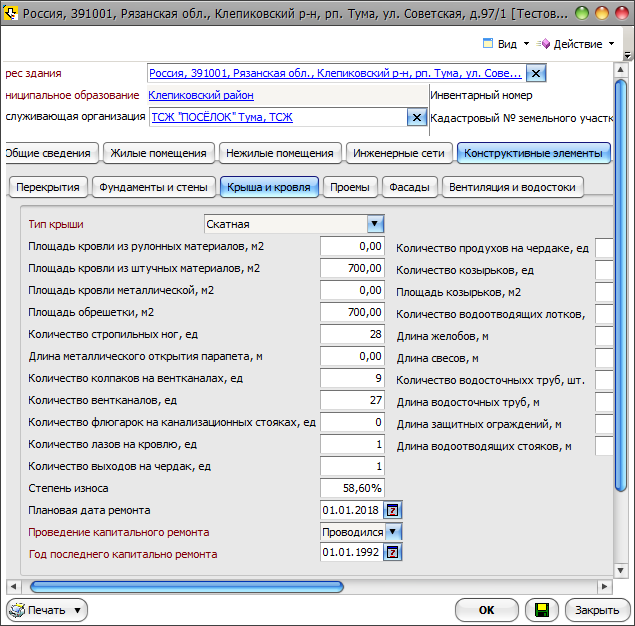 Россия, 391001, Рязанская обл., Клепиковский р-н, рп. Тума, ул. Советская, д.97/1 [Тестов...
Вид Действие
рес здания Россия, 391001, Рязанская обл., Клепиковский р-н, рп. Тума, ул. Сове...
ниципальное образование Клепиковский район Инвентарный номер
служивающая организация ТСЖ "ПОСЁЛОК" Тума, ТСЖ Кадастровый № земельного участк
Общие сведения Жилые помещения Нежилые помещения Инженерные сети Конструктивные элементы
Перекрытия Фундаменты и стены Крыша и кровля Проемы Фасады Вентиляция и водостоки
Тип крыши Скатная
Площадь кровли из рулонных материалов, м2 0,00 Количество продухов на чердаке, ед
Площадь кровли из штучных материалов, м2 700,00 Количество козырьков, ед
Площадь кровли металлической, м2 0,00 Площадь козырьков, м2
Площадь обрешетки, м2 700,00 Количество водоотводящих лотков,
Количество стропильных ног, ед 28 Длина желобов, м
Длина металлического открытия парапета, м 0,00 Длина свесов, м
Количество колпаков на вентканалах, ед 9 Количество водосточныхх труб, шт.
Количество вентканалов, ед 27 Длина водосточных труб, м
Количество флюгарок на канализационных стояках, ед 0 Длина защитных ограждений, м
Количество лазов на кровлю, ед 1 Длина водоотводящих стояков, м
Количество выходов на чердак, ед 1
Степень износа 58,60%
Плановая дата ремонта 01.01.2018 7
Проведение капитального ремонта Проводился
Год последнего капитально ремонта 01.01.1992 7
Печать OK Закрыть